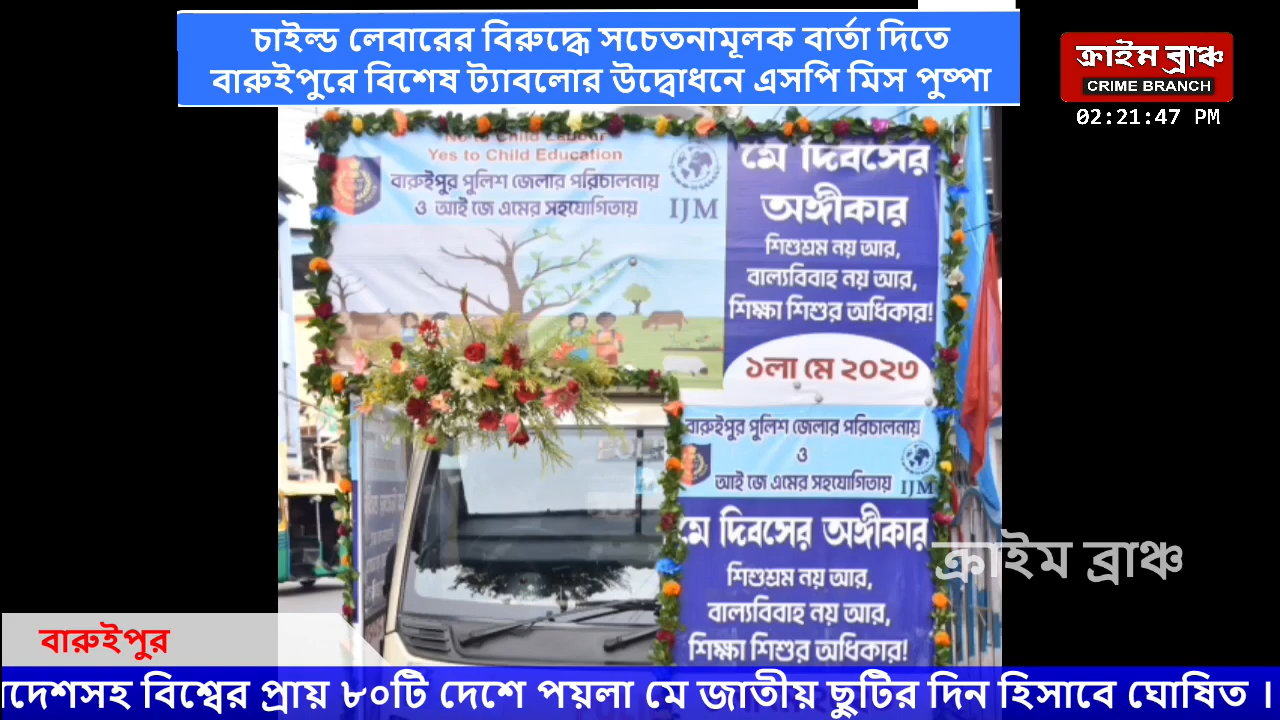 চাইল্ড লেবারের বিরুদ্ধে সচেতনামূলক বার্তা দিতে
বারুইপুরে বিশেষ ট্যাবলোর উদ্বোধনে এসপি মিস পুষ্পা
ক্রাইম ব্রাঞ্চ
CRIME BRANCH
02:21:47 PM
No to Child Labour
Yes to Child Education
বারুইপুর পুলিশ জেলার পরিচালনায়
ও আই জে এমের সহযোগিতায়
IJM
মে দিবসের
অঙ্গীকার
শিশুশ্রম নয় আর,
বাল্যবিবাহ নয় আর,
শিক্ষা শিশুর অধিকার!
১লা মে ২০২৩
বারুইপুর পুলিশ জেলার পরিচালনায়
ও
আই জে এমের সহযোগিতায়
IJM
মে দিবসের অঙ্গীকার
শিশুশ্রম নয় আর,
বাল্যবিবাহ নয় আর,
শিক্ষা শিশুর অধিকার!
ক্রাইম ব্রাঞ্চ
বারুইপুর
দেশসহ বিশ্বের প্রায় ৮০টি দেশে পয়লা মে জাতীয় ছুটির দিন হিসাবে ঘোষিত ।